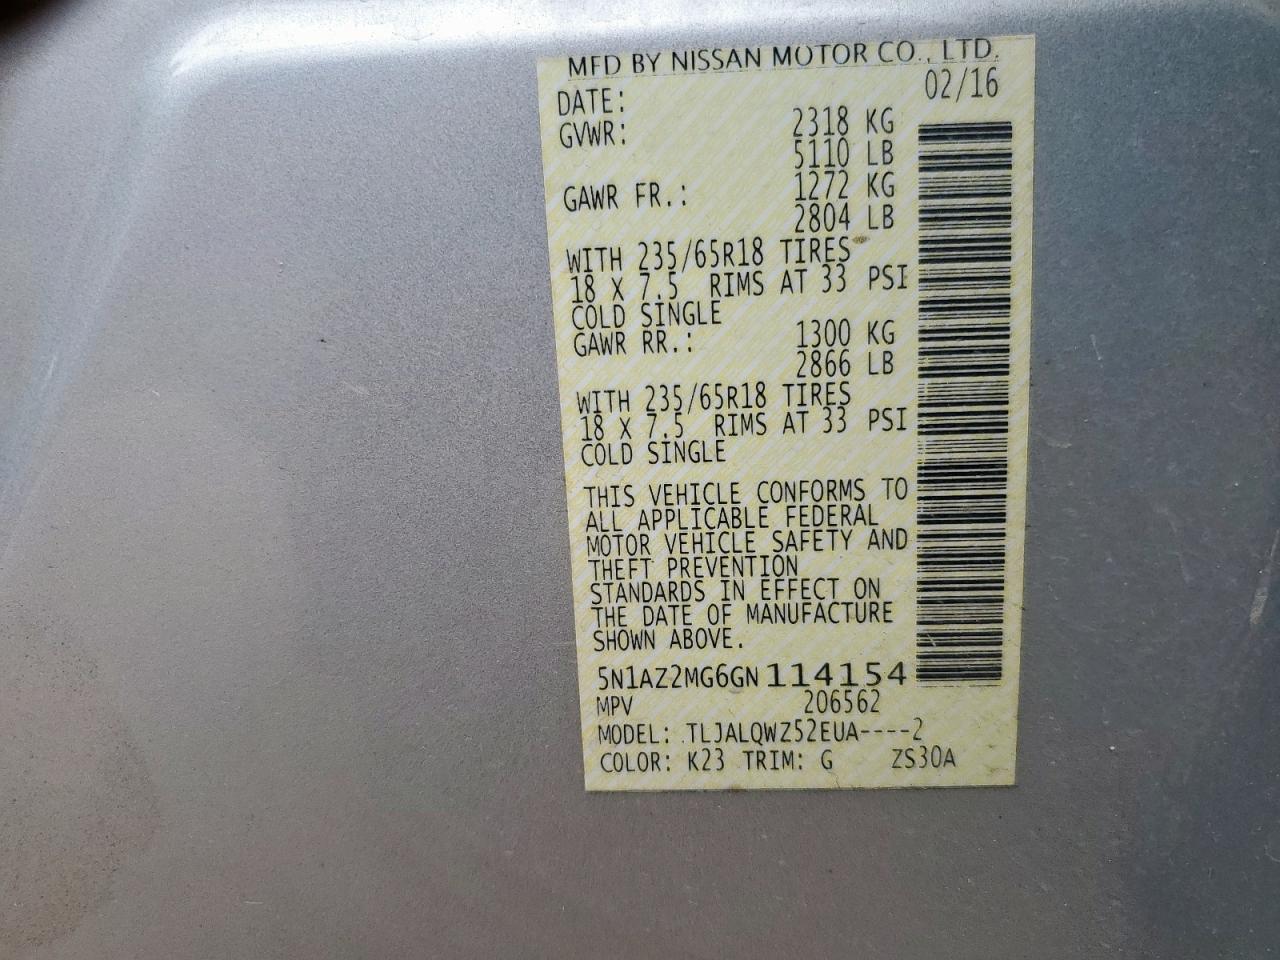 MFD BY NISSAN MOTOR CO., LTD.
DATE: 02/16
GVWR: 2318 KG
5110 LB
GAWR FR.: 1272 KG
2804 LB
WITH 235/65R18 TIRES
18 X 7.5 RIMS AT 33 PSI
COLD SINGLE
GAWR RR.: 1300 KG
2866 LB
WITH 235/65R18 TIRES
18 X 7.5 RIMS AT 33 PSI
COLD SINGLE
THIS VEHICLE CONFORMS TO
ALL APPLICABLE FEDERAL
MOTOR VEHICLE SAFETY AND
THEFT PREVENTION
STANDARDS IN EFFECT ON
THE DATE OF MANUFACTURE
SHOWN ABOVE.
5N1AZ2MG6GN114154
MPV 206562
MODEL: TLJALQWZ52EUA----2
COLOR: K23 TRIM: G ZS30A